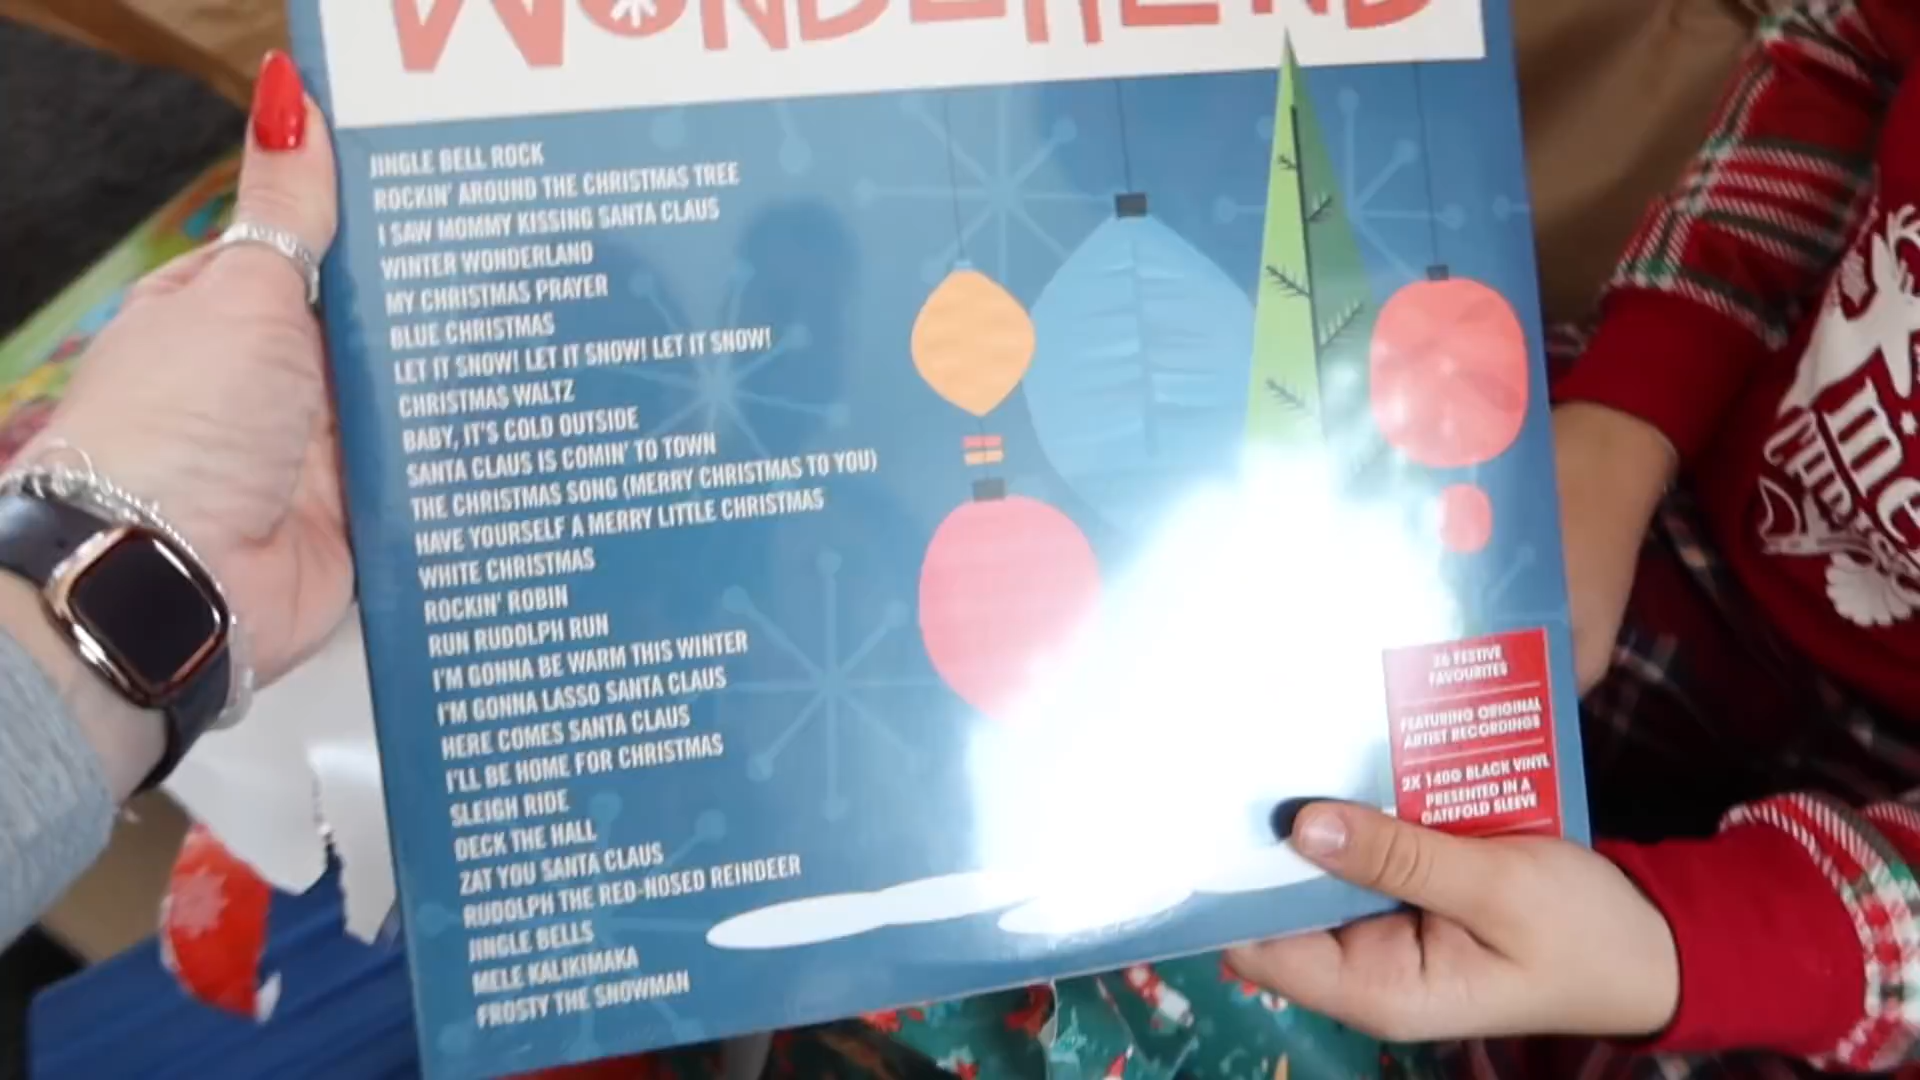 WONDERLAND
JINGLE BELL ROCK
ROCKIN' AROUND THE CHRISTMAS TREE
I SAW MOMMY KISSING SANTA CLAUS
WINTER WONDERLAND
MY CHRISTMAS PRAYER
BLUE CHRISTMAS
LET IT SNOW! LET IT SNOW! LET IT SNOW!
CHRISTMAS WALTZ
BABY, IT'S COLD OUTSIDE
SANTA CLAUS IS COMIN' TO TOWN
THE CHRISTMAS SONG (MERRY CHRISTMAS TO YOU)
HAVE YOURSELF A MERRY LITTLE CHRISTMAS
WHITE CHRISTMAS
ROCKIN' ROBIN
RUN RUDOLPH RUN
I'M GONNA BE WARM THIS WINTER
I'M GONNA LASSO SANTA CLAUS
HERE COMES SANTA CLAUS
I'LL BE HOME FOR CHRISTMAS
SLEIGH RIDE
DECK THE HALL
ZAT YOU SANTA CLAUS
RUDOLPH THE RED-NOSED REINDEER
JINGLE BELLS
MELE KALIKIMAKA
FROSTY THE SNOWMAN
26 FESTIVE
FAVOURITES
FEATURING ORIGINAL
ARTIST RECORDINGS
2X 140G BLACK VINYL
PRESENTED IN A
GATEFOLD SLEEVE